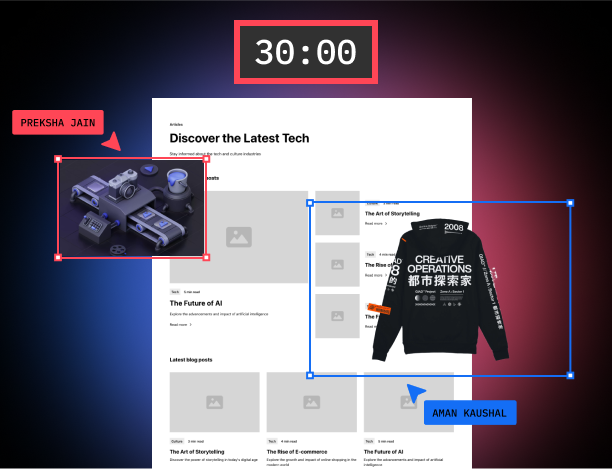 30:00
PREKSHA JAIN
Articles
Discover the Latest Tech
Stay informed about the tech and culture industries
posts
Culture 5 min read
The Art of Storytelling
Read more
Tech 4 min read
The Rise of
Read more
The F
Tech 5 min read
The Future of AI
Explore the advancements and impact of artificial intelligence
Read more
2008
CREATIVE
OPERATIONS
都市探索家
AMAN KAUSHAL
Latest blog posts
Culture 3 min read
The Art of Storytelling
Discover the power of storytelling in today's digital age
Tech 4 min read
The Rise of E-commerce
Explore the growth and impact of online shopping in the
modern world
Tech 5 min read
The Future of AI
Explore the advancements and impact of artificial
intelligence